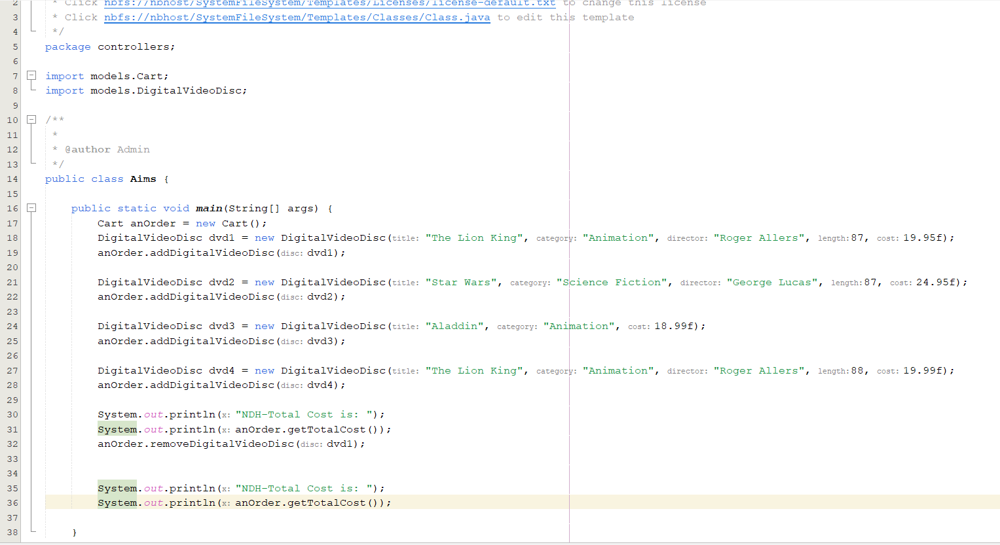 2 * Click nbfs://nbhost/SystemFileSystem/Templates/Licenses/license-default.txt to change this license
3 * Click nbfs://nbhost/SystemFileSystem/Templates/Classes/Class.java to edit this template
4 */
5 package controllers;
6
7 import models.Cart;
8 import models.DigitalVideoDisc;
9
10 /**
11 *
12 * @author Admin
13 */
14 public class Aims {
15
16 public static void main(String[] args) {
17 Cart anOrder = new Cart();
18 DigitalVideoDisc dvd1 = new DigitalVideoDisc(title: "The Lion King", category: "Animation", director: "Roger Allers", length: 87, cost: 19.95f);
19 anOrder.addDigitalVideoDisc(disc: dvd1);
20
21 DigitalVideoDisc dvd2 = new DigitalVideoDisc(title: "Star Wars", category: "Science Fiction", director: "George Lucas", length: 87, cost: 24.95f);
22 anOrder.addDigitalVideoDisc(disc: dvd2);
23
24 DigitalVideoDisc dvd3 = new DigitalVideoDisc(title: "Aladdin", category: "Animation", cost: 18.99f);
25 anOrder.addDigitalVideoDisc(disc: dvd3);
26
27 DigitalVideoDisc dvd4 = new DigitalVideoDisc(title: "The Lion King", category: "Animation", director: "Roger Allers", length: 88, cost: 19.99f);
28 anOrder.addDigitalVideoDisc(disc: dvd4);
29
30 System.out.println(x: "NDH-Total Cost is: ");
31 System.out.println(x: anOrder.getTotalCost());
32 anOrder.removeDigitalVideoDisc(disc: dvd1);
33
34
35 System.out.println(x: "NDH-Total Cost is: ");
36 System.out.println(x: anOrder.getTotalCost());
37
38 }